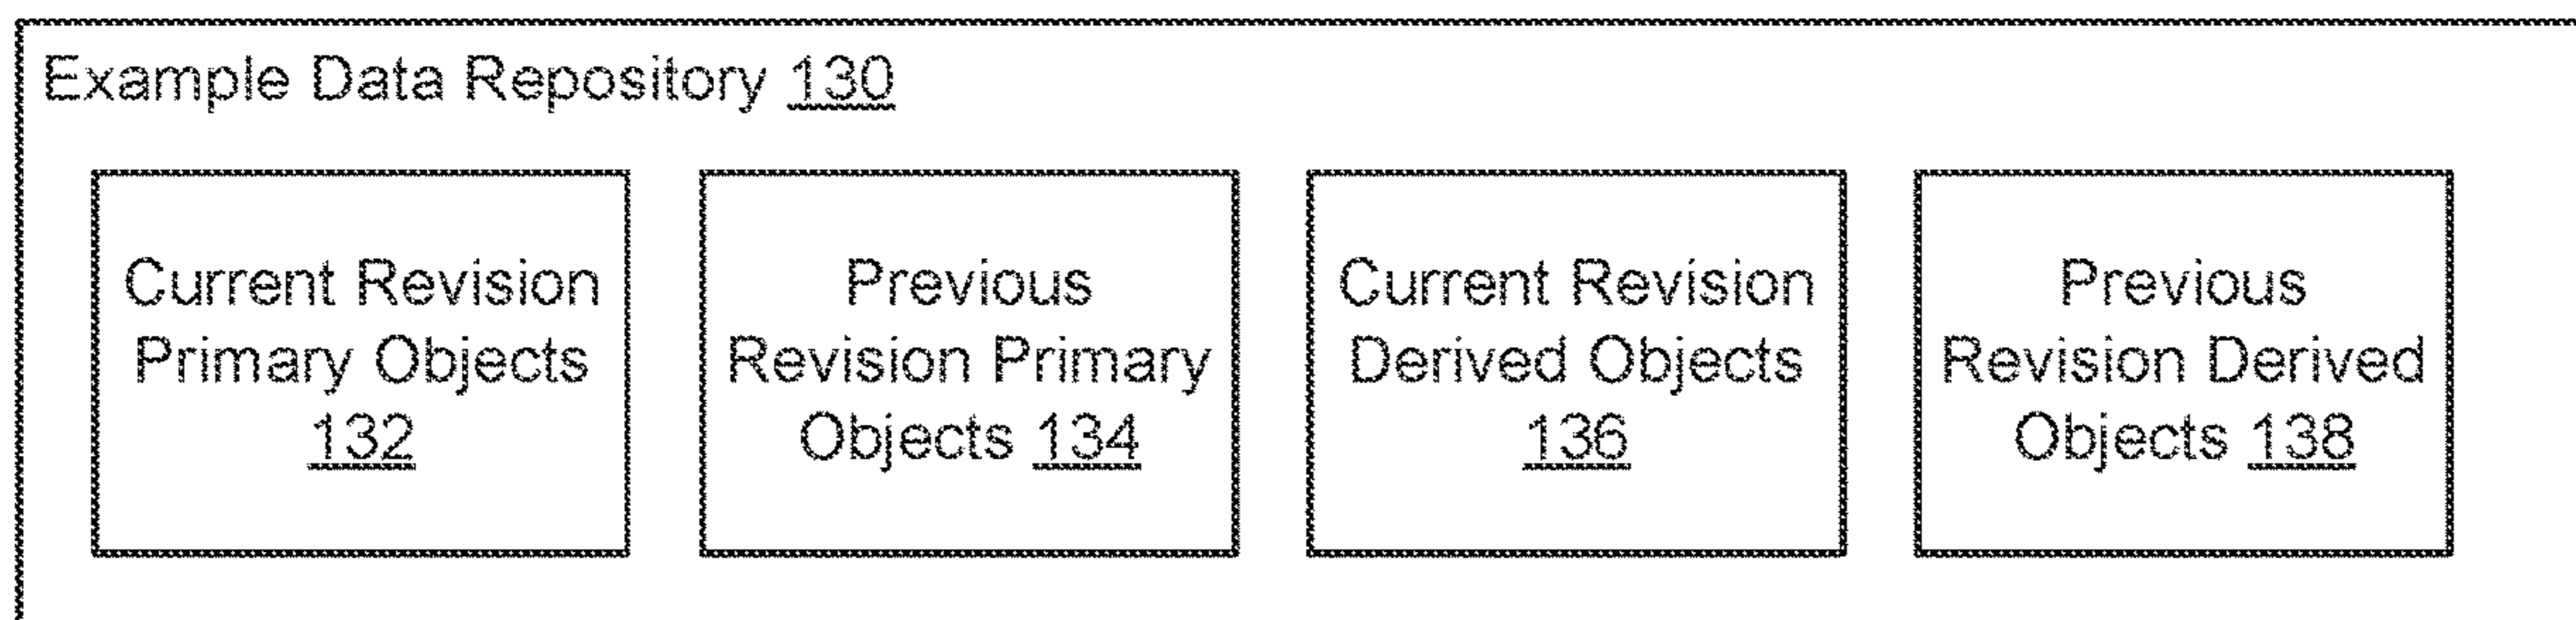 Example Data Repository 130
Current Revision
Primary Objects
132
Previous
Revision Primary
Objects 134
Current Revision
Derived Objects
136
Previous
Revision Derived
Objects 138